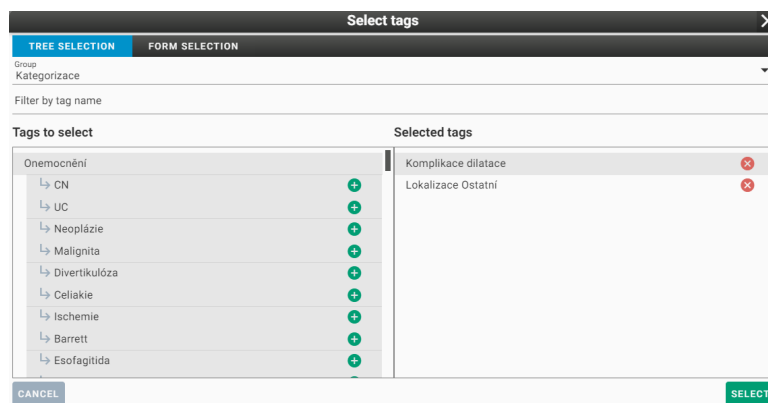 Select tags
TREE SELECTION
FORM SELECTION
Group
Kategorizace
Filter by tag name
Tags to select
Selected tags
Onemocnění
CN
UC
Neoplázie
Malignita
Divertikulóza
Celiakie
Ischemie
Barrett
Esofagitida
Komplikace dilatace
Lokalizace Ostatní
CANCEL
SELECT